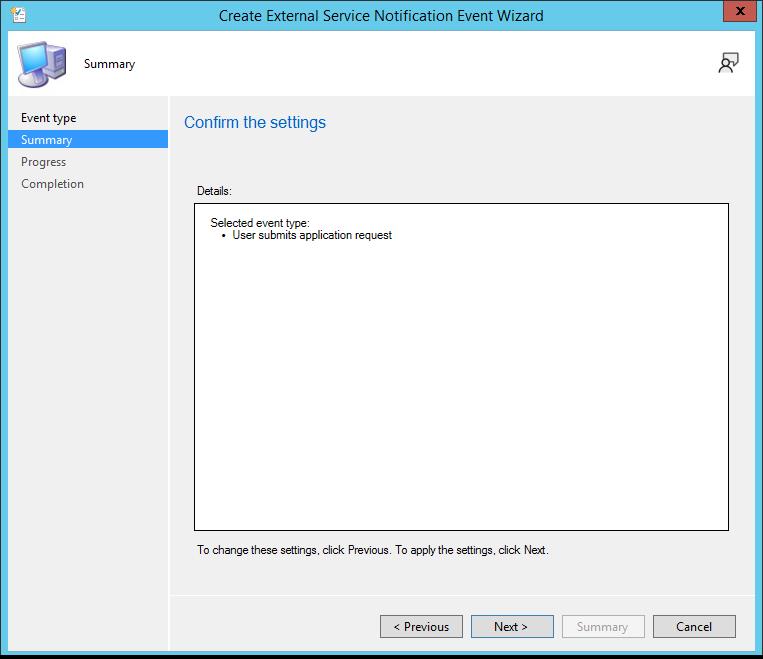 Create External Service Notification Event Wizard
x
Summary
Event type
Summary
Progress
Completion
Confirm the settings
Details:
Selected event type:
• User submits application request
To change these settings, click Previous. To apply the settings, click Next.
< Previous
Next >
Summary
Cancel